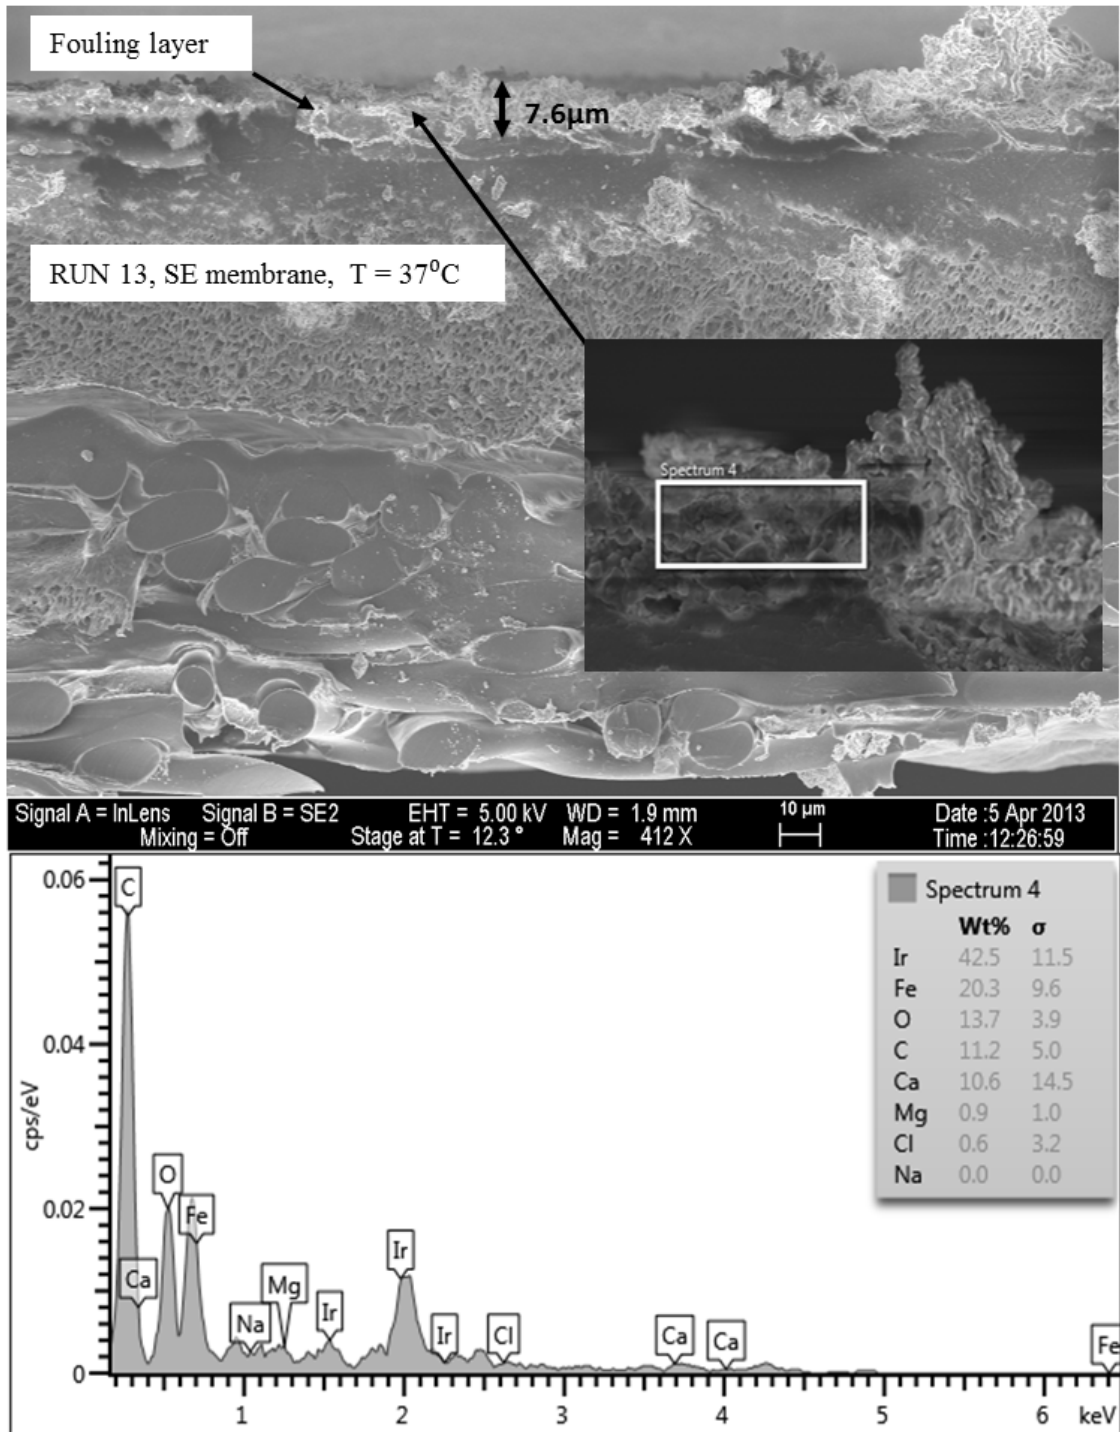 Fouling layer
7.6µm
RUN 13, SE membrane, T = 37⁰C
Spectrum 4
Signal A = InLens Signal B = SE2 EHT = 5.00 kV WD = 1.9 mm 10 µm Date :5 Apr 2013
Mixing = Off Stage at T = 12.3 ° Mag = 412 X Time :12:26:59
Spectrum 4
Wt% σ
Ir 42.5 11.5
Fe 20.3 9.6
O 13.7 3.9
C 11.2 5.0
Ca 10.6 14.5
Mg 0.9 1.0
Cl 0.6 3.2
Na 0.0 0.0
0.06
0.04
0.02
0
cps/eV
C
Ca
O
Fe
Na
Mg
Ir
Ir
Ir
Cl
Ca
Ca
Fe
1 2 3 4 5 6 keV